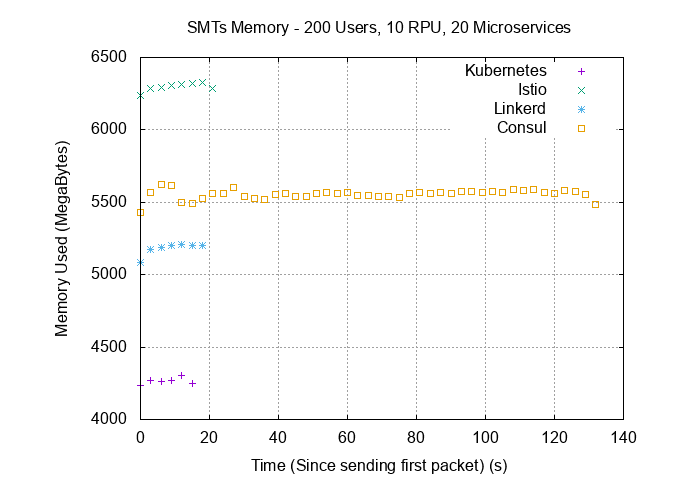 SMTs Memory - 200 Users, 10 RPU, 20 Microservices
6500
6000
5500
5000
4500
4000
Memory Used (MegaBytes)
Kubernetes
Istio
Linkerd
Consul
0 20 40 60 80 100 120 140
Time (Since sending first packet) (s)